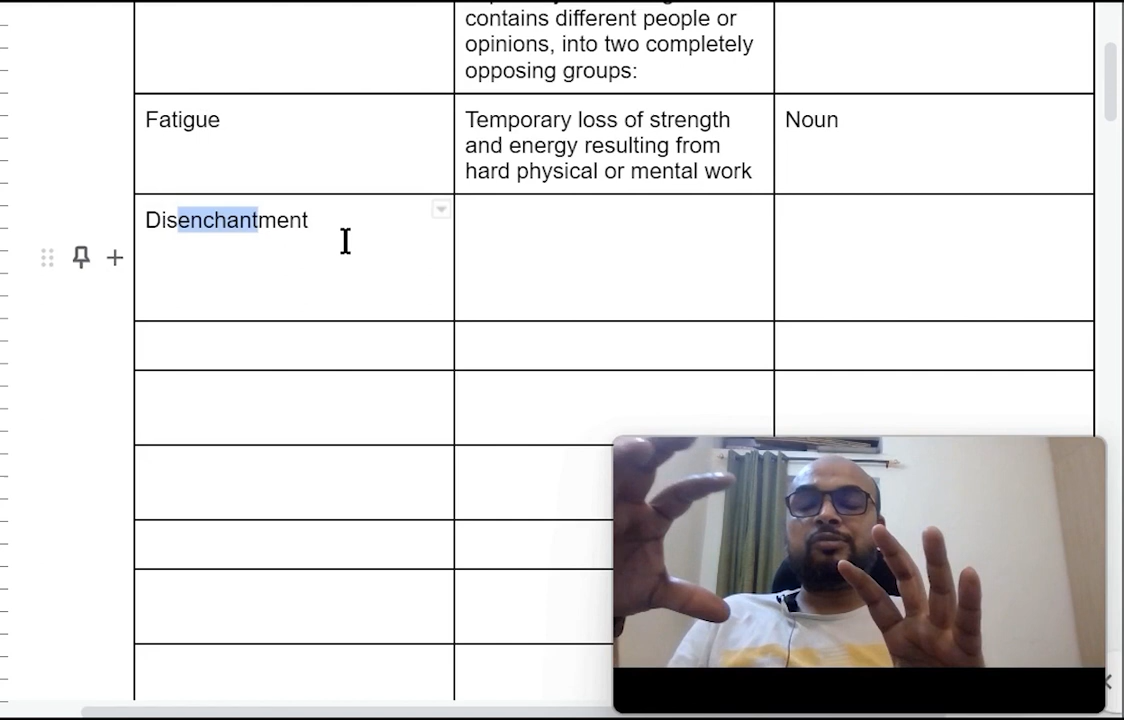 contains different people or
opinions, into two completely
opposing groups:
Fatigue
Temporary loss of strength
and energy resulting from
hard physical or mental work
Noun
Disenchantment